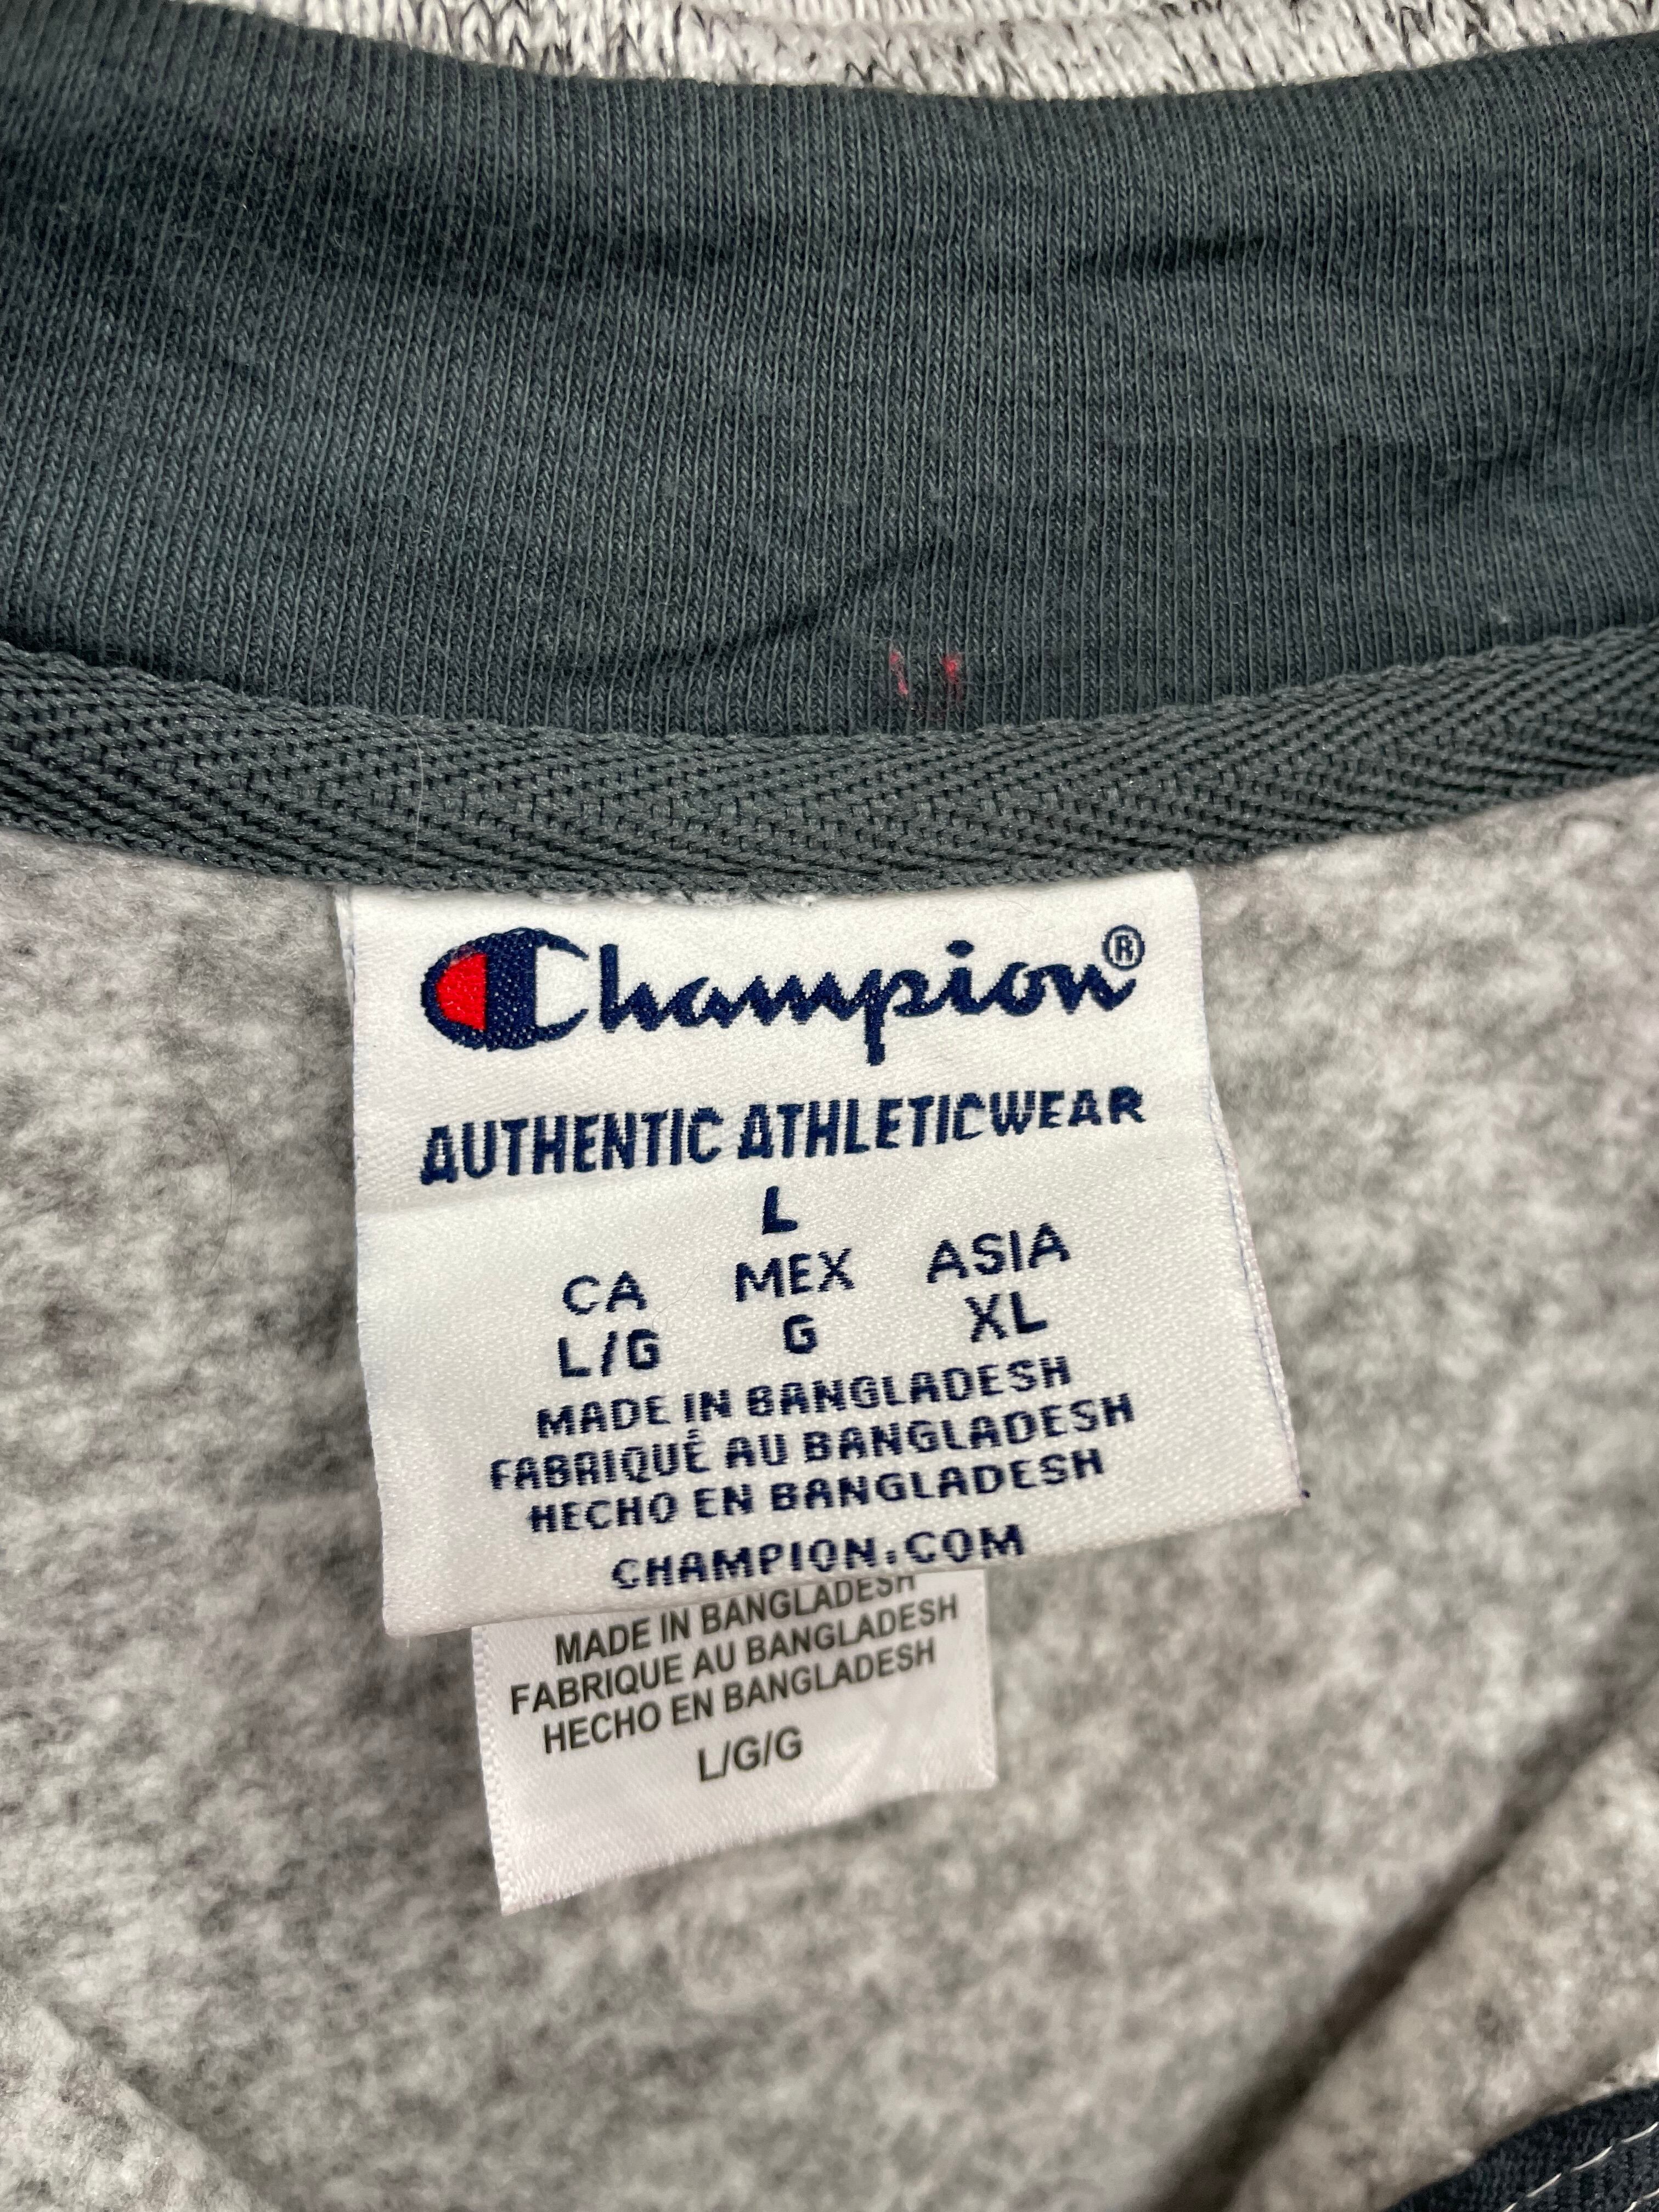 Champion®
AUTHENTIC ATHLETICWEAR
L
CA MEX ASIA
L/G G XL
MADE IN BANGLADESH
FABRIQUÉ AU BANGLADESH
HECHO EN BANGLADESH
CHAMPION.COM
MADE IN BANGLADESH
FABRIQUE AU BANGLADESH
HECHO EN BANGLADESH
L/G/G